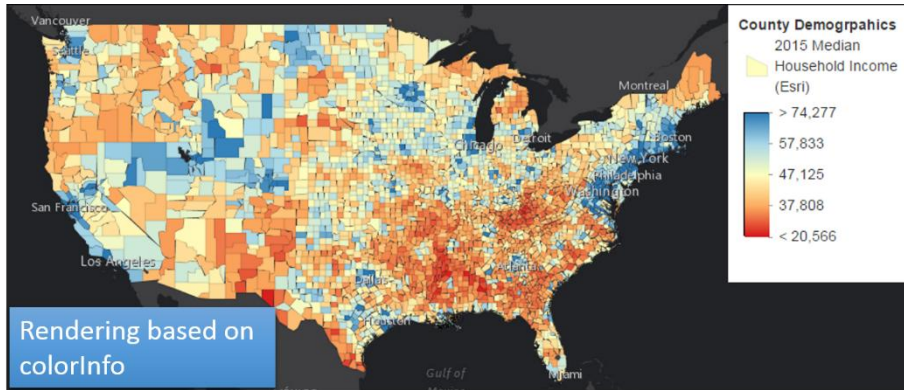 Vancouver
Seattle
Montreal
Detroit
Boston
Chicago
New York
Philadelphia
Washington
San Francisco
Los Angeles
Atlanta
Dallas
Houston
Miami
Gulf of
County Demogrpahics
2015 Median
Household Income
(Esri)
> 74,277
57,833
47,125
37,808
< 20,566
Rendering based on
colorInfo